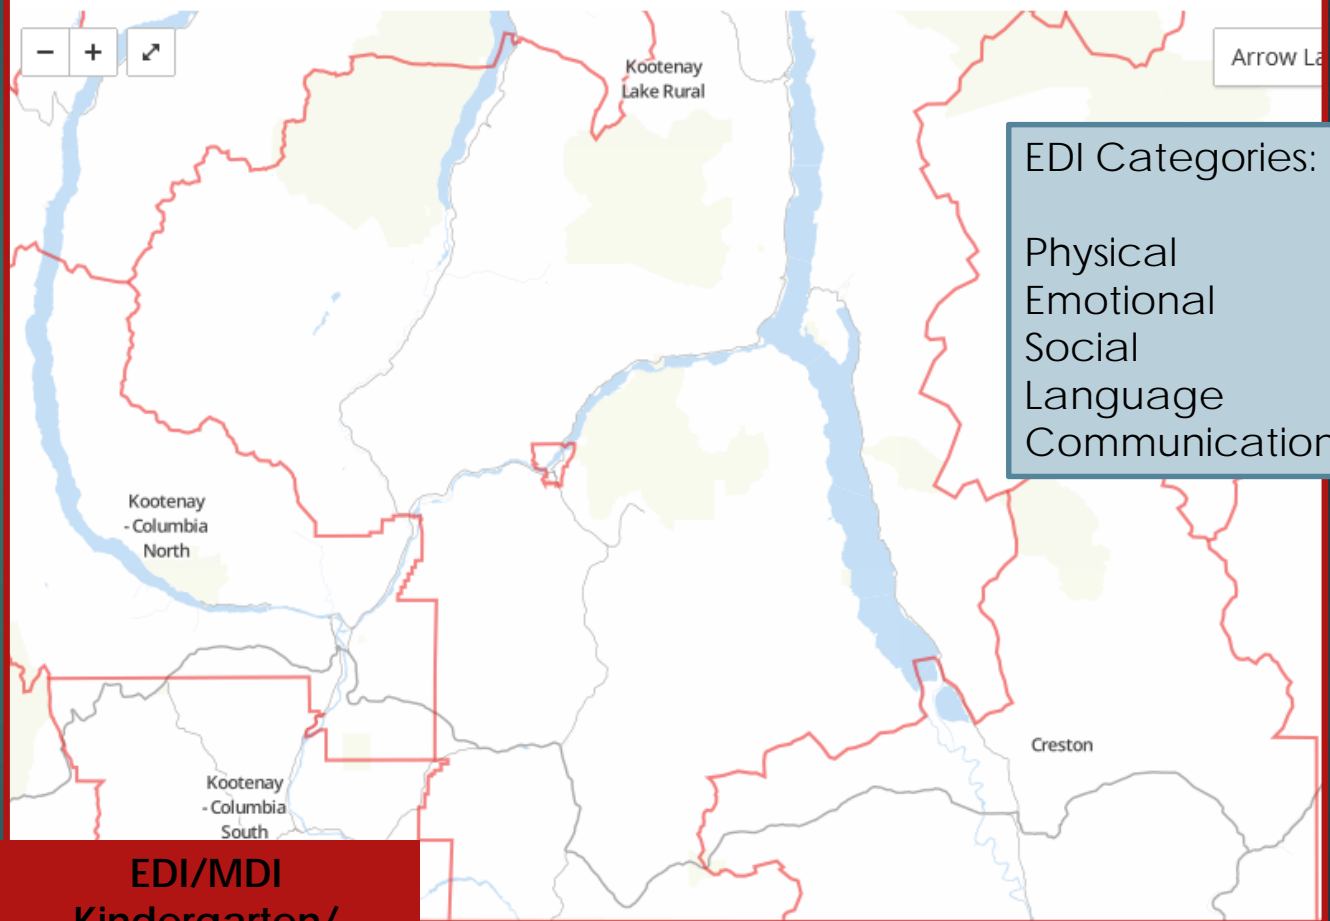 Kootenay
Lake Rural
Arrow La
EDI Categories:
Physical
Emotional
Social
Language
Communication
Kootenay
- Columbia
North
Creston
Kootenay
- Columbia
South
EDI/MDI
Kindergarten/